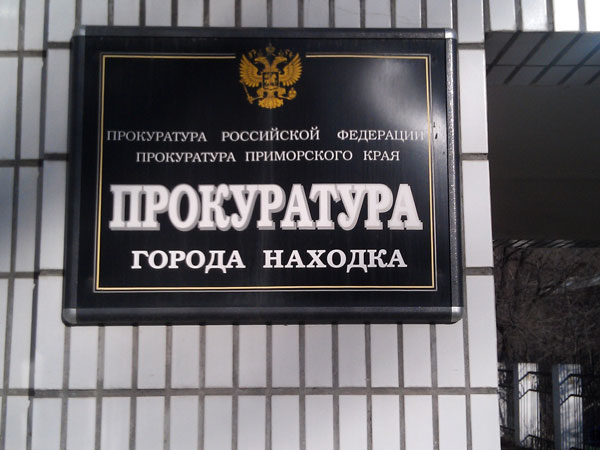 ПРОКУРАТУРА РОССИЙСКОЙ ФЕДЕРАЦИИ
ПРОКУРАТУРА ПРИМОРСКОГО КРАЯ
ПРОКУРАТУРА
ГОРОДА НАХОДКА